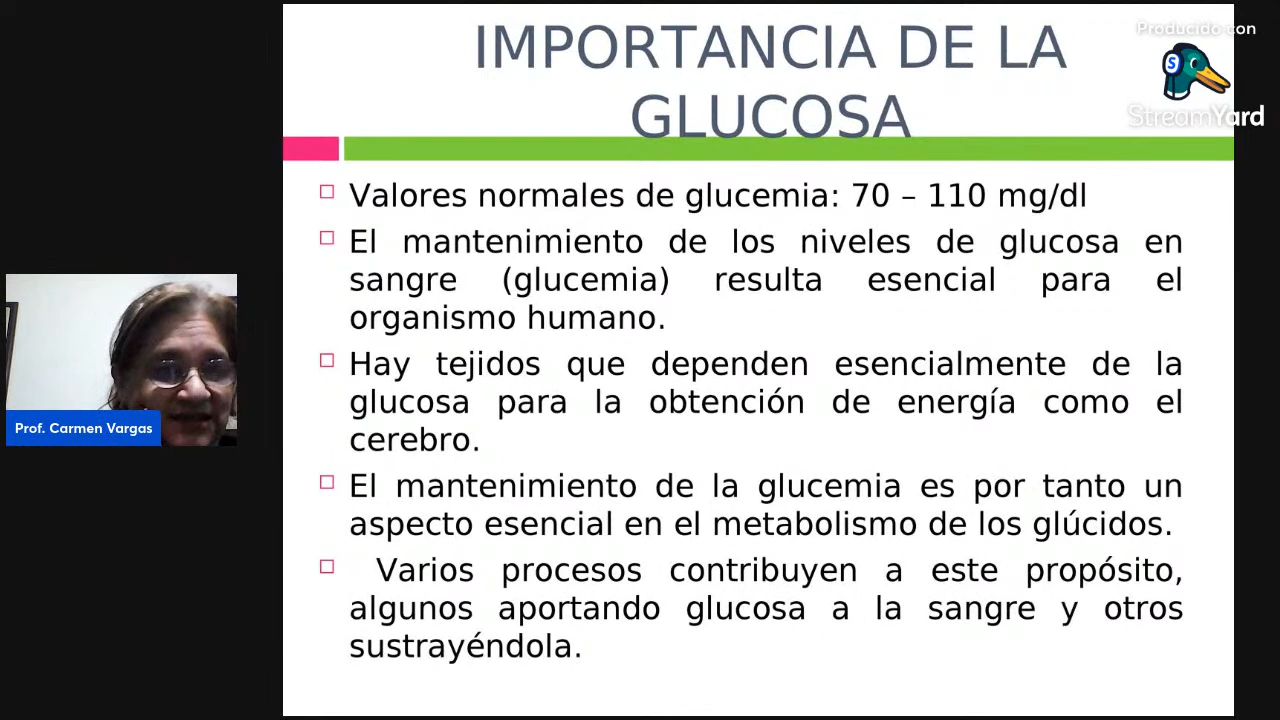 IMPORTANCIA DE LA
GLUCOSA
Producido con
StreamYard
Valores normales de glucemia: 70 – 110 mg/dl
El mantenimiento de los niveles de glucosa en
sangre (glucemia) resulta esencial para el
organismo humano.
Hay tejidos que dependen esencialmente de la
glucosa para la obtención de energía como el
cerebro.
El mantenimiento de la glucemia es por tanto un
aspecto esencial en el metabolismo de los glúcidos.
Varios procesos contribuyen a este propósito,
algunos aportando glucosa a la sangre y otros
sustrayéndola.
Prof. Carmen Vargas